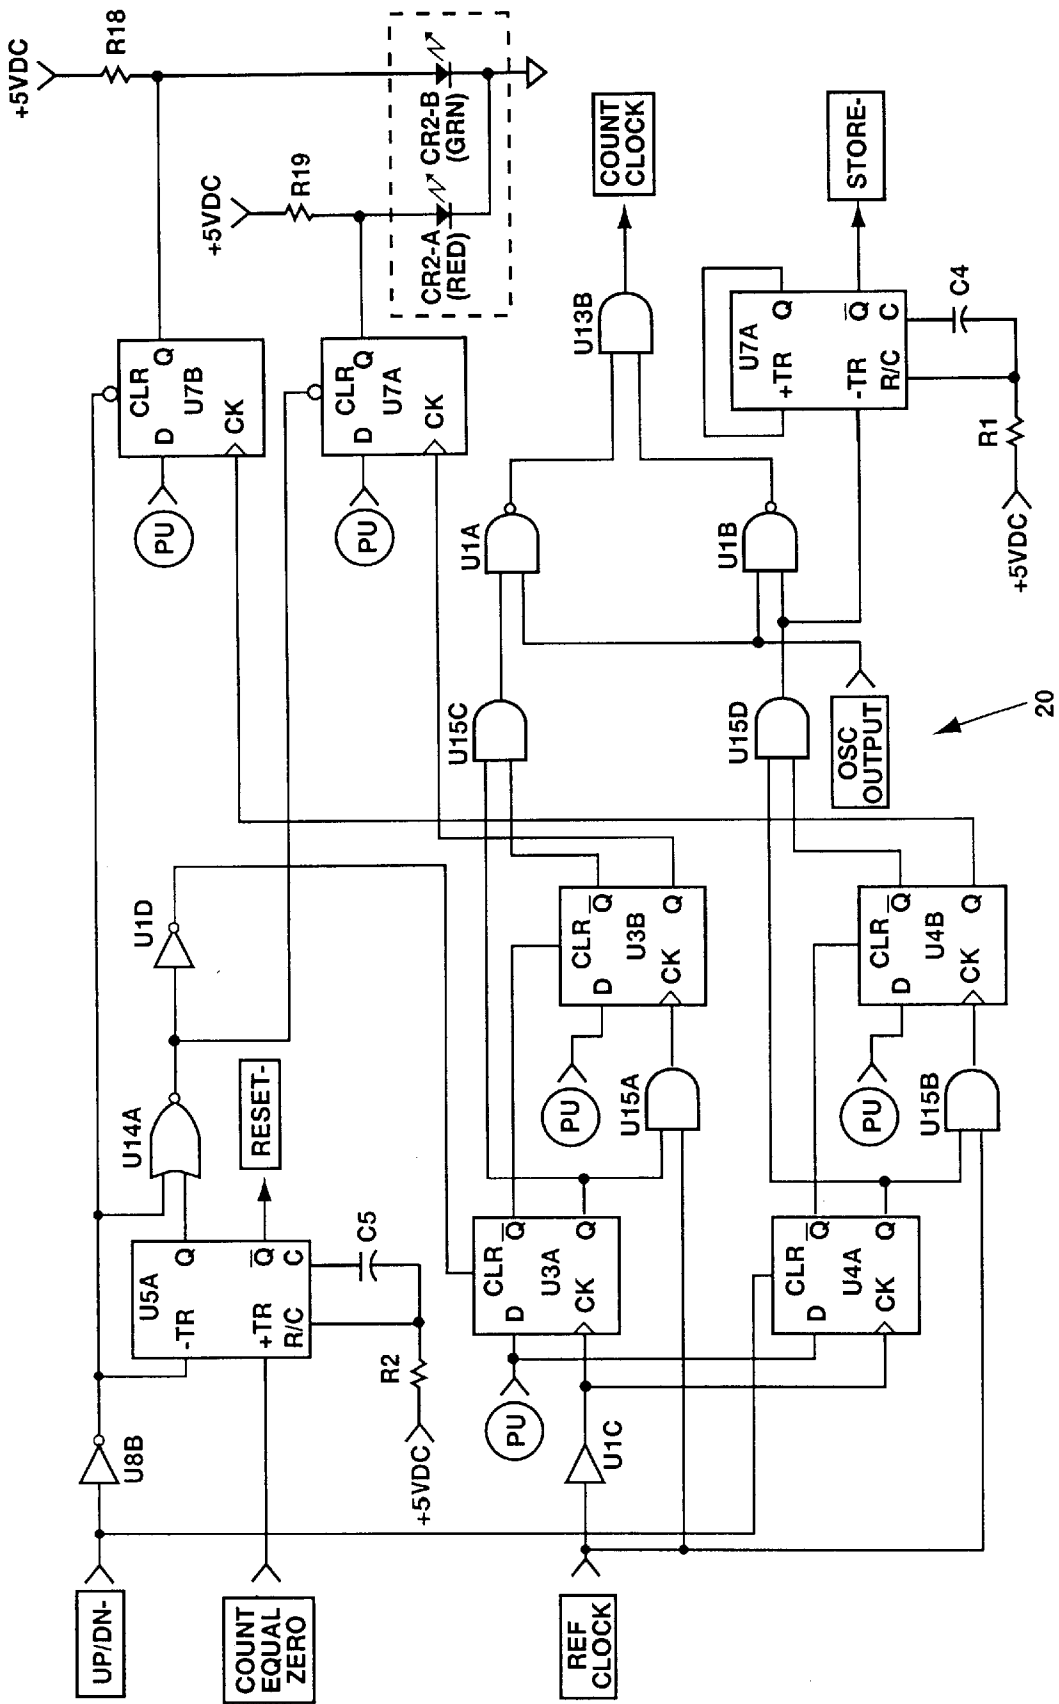 UP/DN-
U8B
COUNT
EQUAL
ZERO
U5A
-TR
Q
+TR
Q
R/C
C
R2
C5
+5VDC
U14A
RESET-
U1D
+5VDC
R18
D
CLR
Q
U7B
CK
PU
+5VDC
R19
D
CLR
Q
U7A
CK
PU
CR2-A
(RED)
CR2-B
(GRN)
REF
CLOCK
U1C
PU
D
CLR
Q
U3A
CK
Q
U15A
PU
D
CLR
Q
U3B
CK
Q
U15C
U1A
U13B
COUNT
CLOCK
D
CLR
Q
U4A
CK
Q
U15B
PU
D
CLR
Q
U4B
CK
Q
U15D
U1B
OSC
OUTPUT
U7A
+TR
Q
-TR
Q
R/C
C
STORE-
C4
R1
+5VDC
20